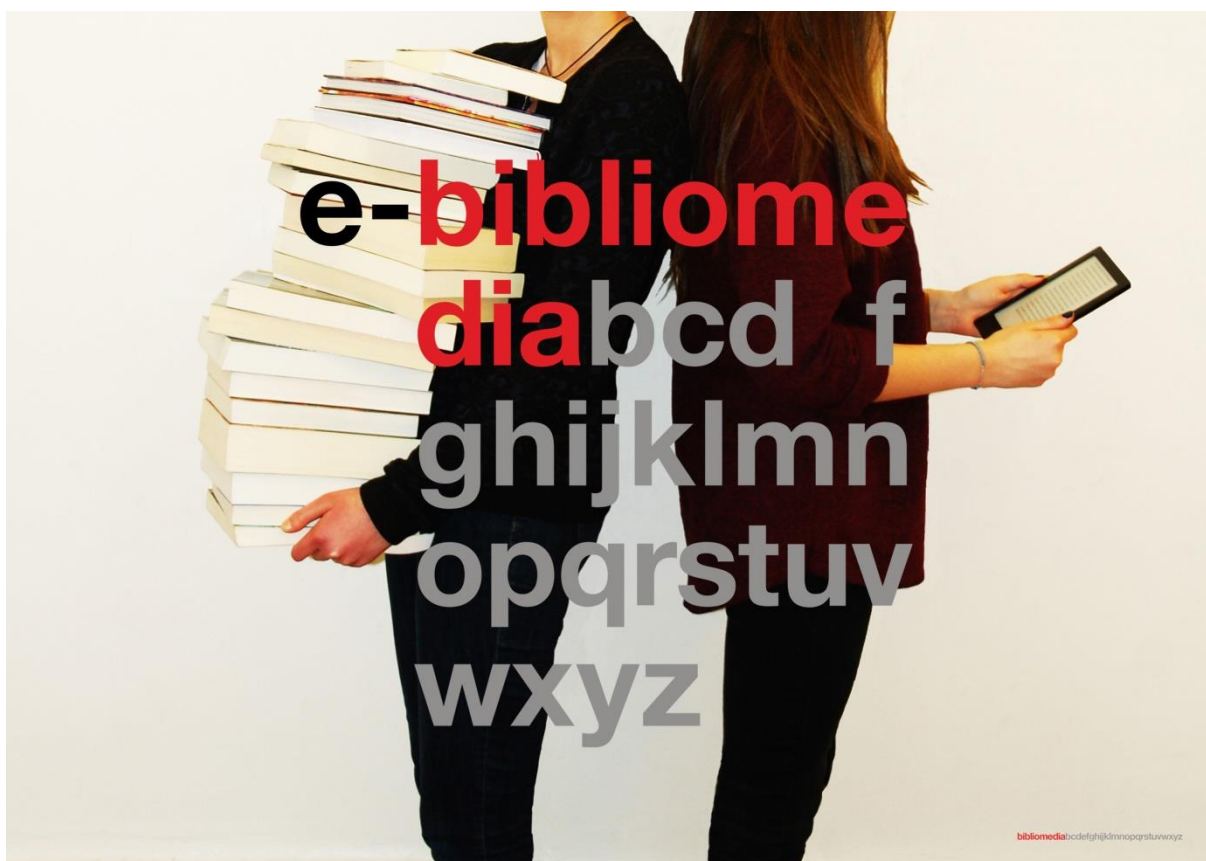 e-bibliome
diabcd f
ghijklmn
opqrstuv
wxyz
bibliomediabcdefghijklmnopqrstuvwxyz